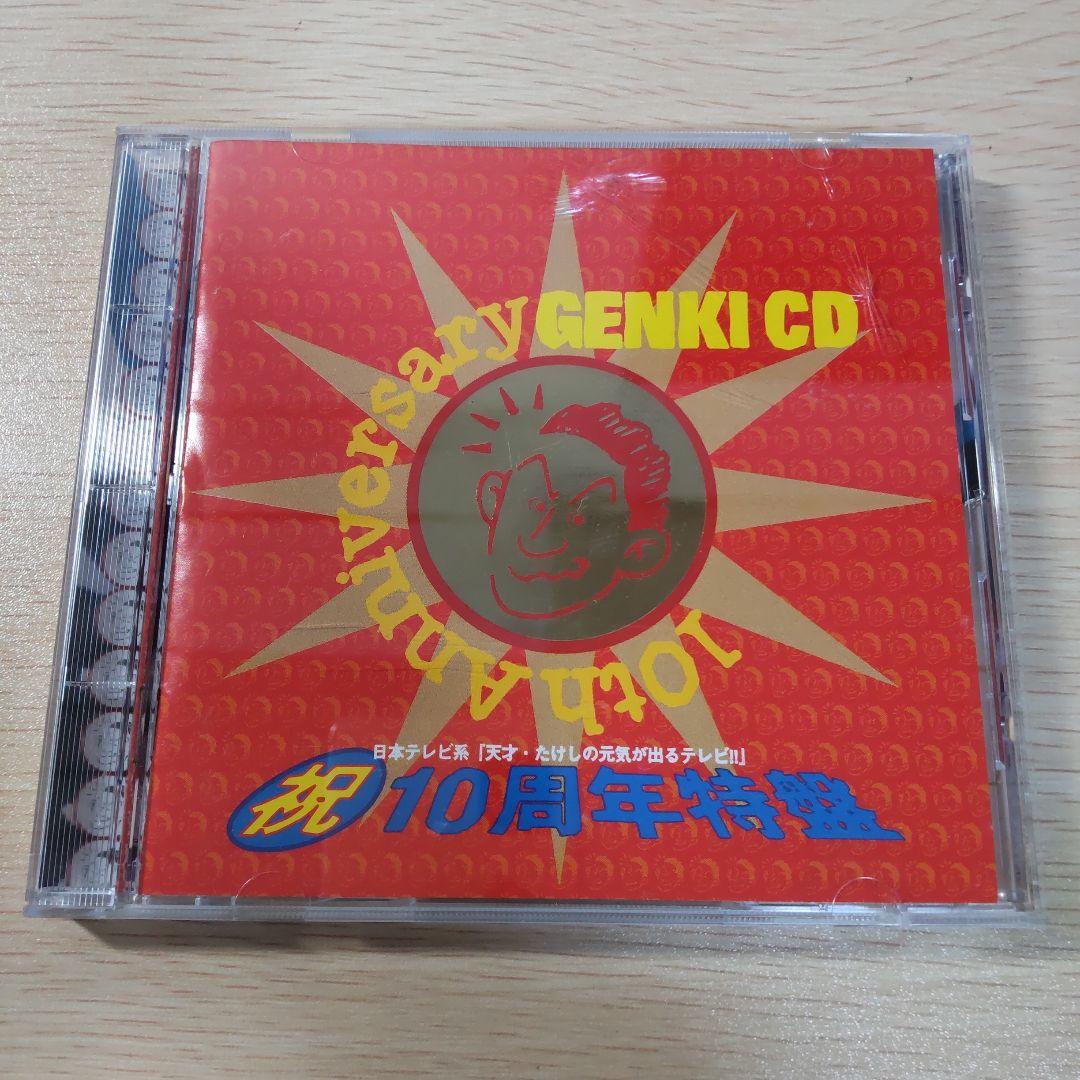 GENKI CD
10th Anniversary
日本テレビ系「天才・たけしの元気が出るテレビ!!」
祝 10周年特盤